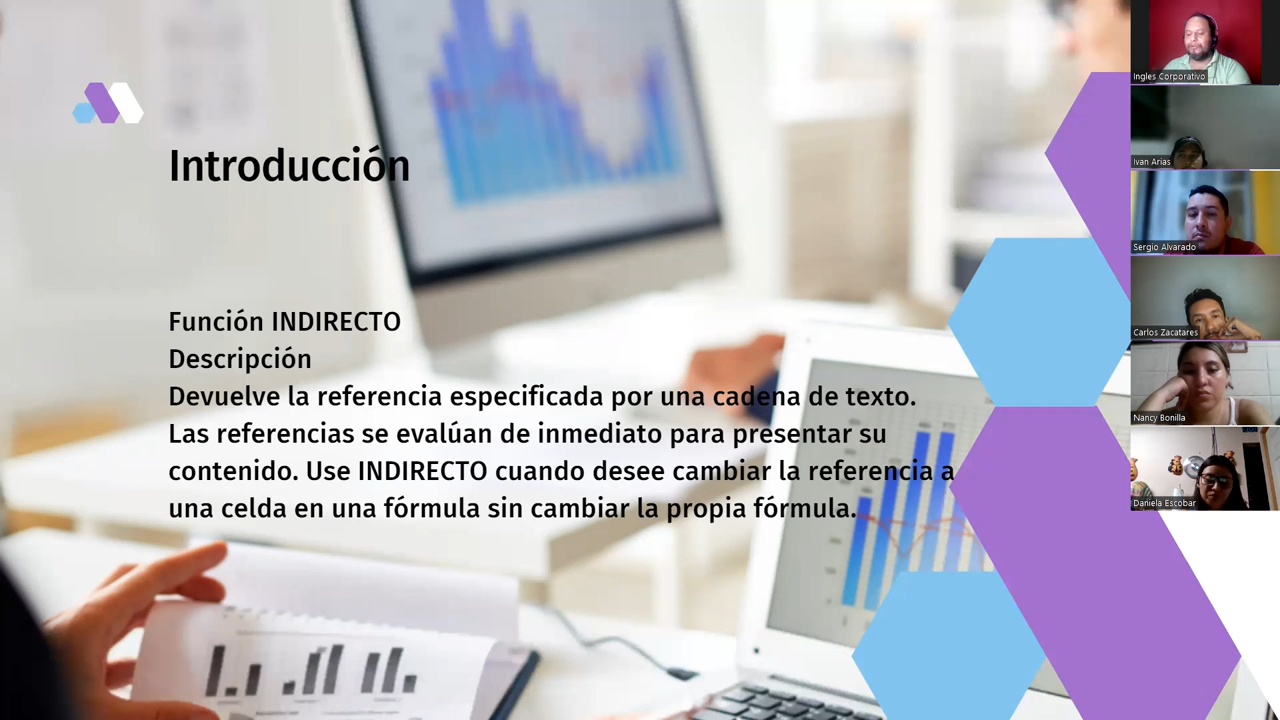 Introducción
Función INDIRECTO
Descripción
Devuelve la referencia especificada por una cadena de texto.
Las referencias se evalúan de inmediato para presentar su
contenido. Use INDIRECTO cuando desee cambiar la referencia a
una celda en una fórmula sin cambiar la propia fórmula.
Ingles Corporativo
Ivan Arias
Sergio Alvarado
Carlos Zacatares
Nancy Bonilla
Daniela Escobar